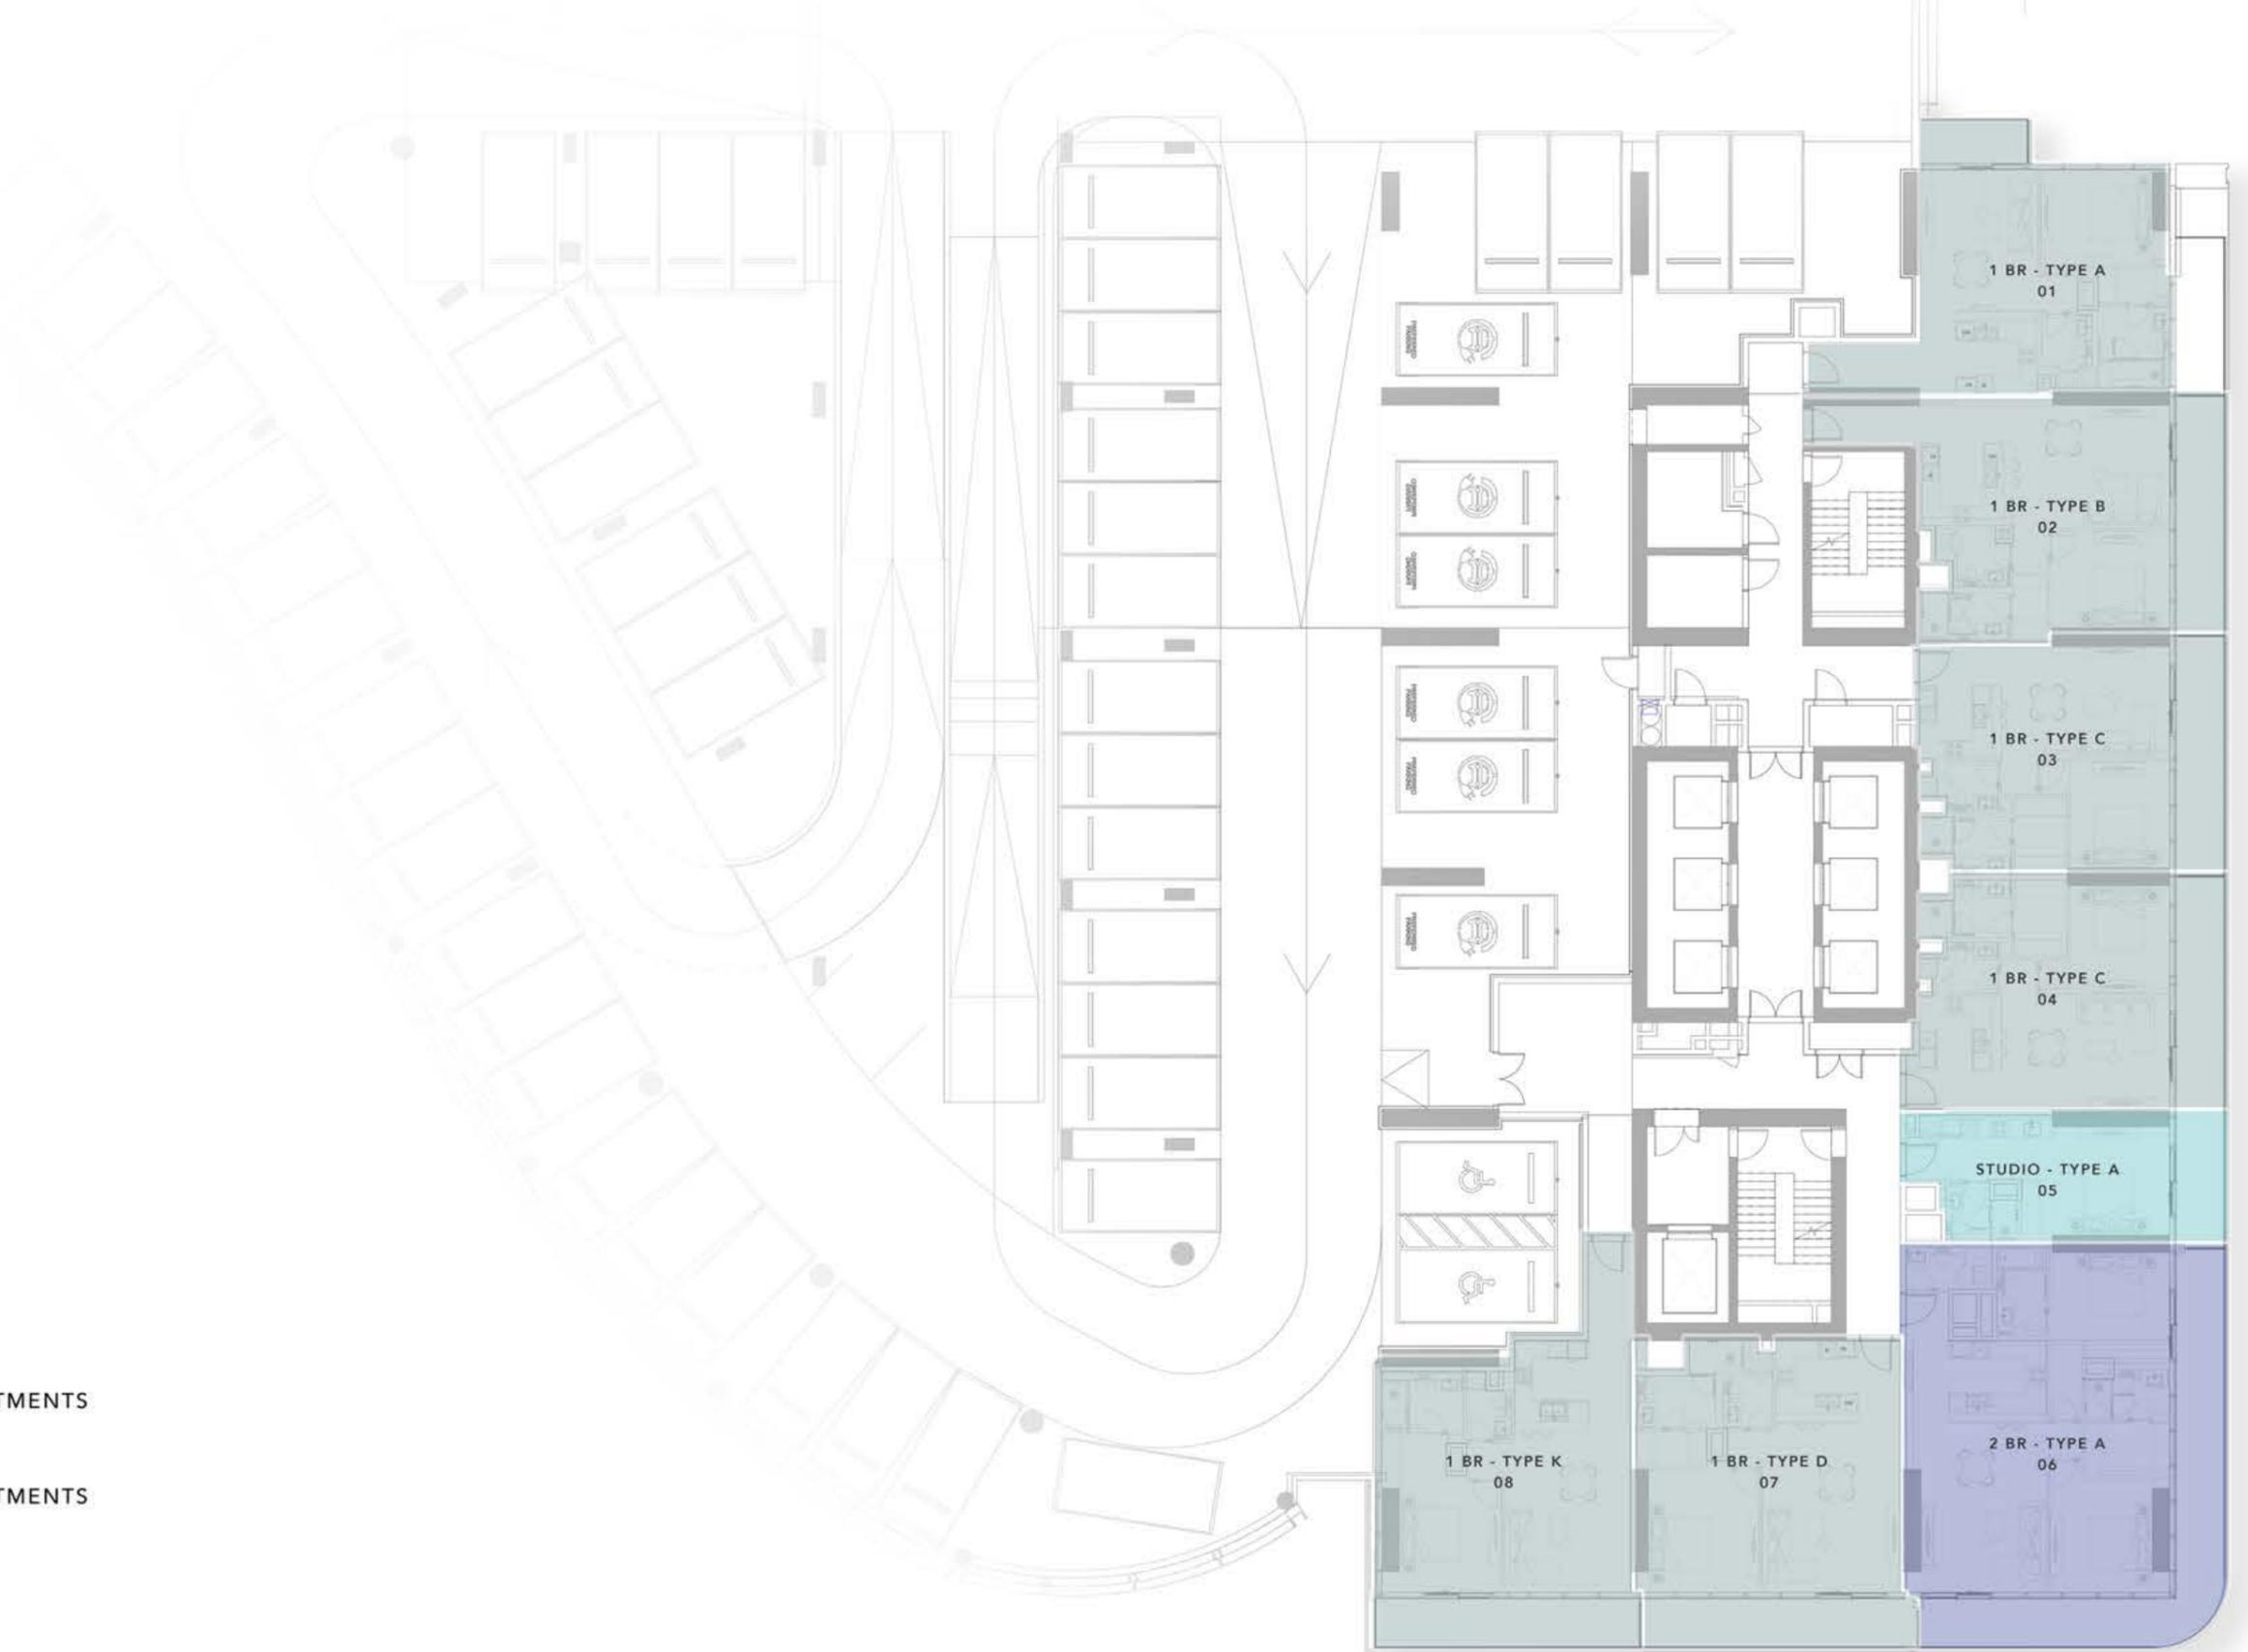 1 BR - TYPE A
01
1 BR - TYPE B
02
1 BR - TYPE C
03
1 BR - TYPE C
04
STUDIO - TYPE A
05
2 BR - TYPE A
06
1 BR - TYPE D
07
1 BR - TYPE K
08
TMENTS
TMENTS